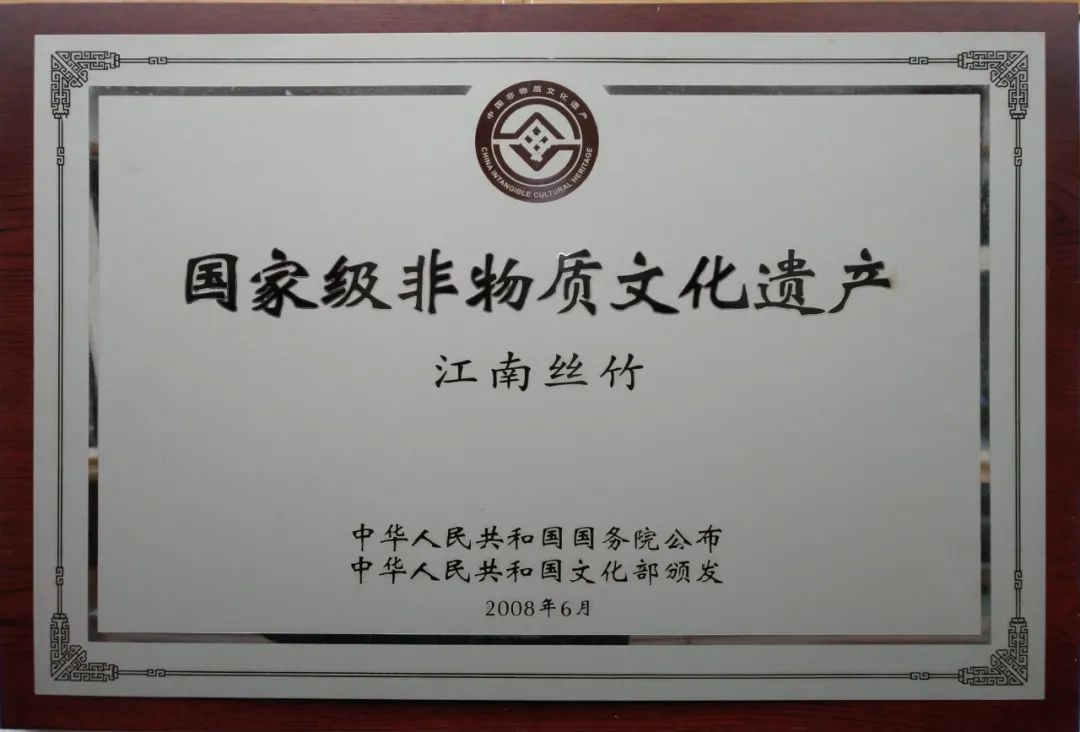 中国非物质文化遗产
CHINA INTANGIBLE CULTURAL HERITAGE
国家级非物质文化遗产
江南丝竹
中华人民共和国国务院公布
中华人民共和国文化部颁发
2008年6月